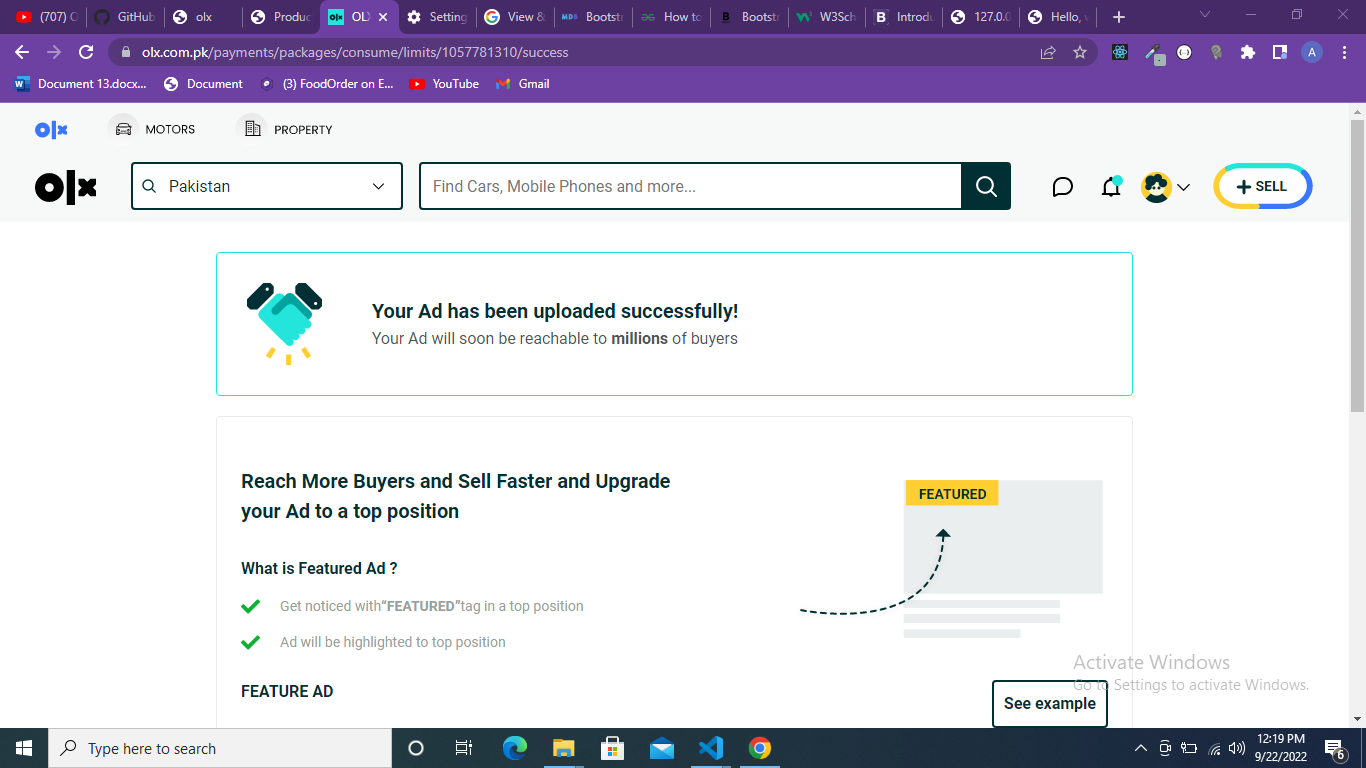 (707) C
GitHub
olx
Produc
OL
Setting
View &
MDB
Bootstr
How to
B
Bootstr
W3Sch
B
Introdu
127.0.0
Hello,
olx.com.pk/payments/packages/consume/limits/1057781310/success
A
Document 13.docx...
Document
(3) FoodOrder on E...
YouTube
Gmail
olx
MOTORS
PROPERTY
olx
Pakistan
Find Cars, Mobile Phones and more...
+ SELL
Your Ad has been uploaded successfully!
Your Ad will soon be reachable to millions of buyers
Reach More Buyers and Sell Faster and Upgrade
your Ad to a top position
FEATURED
What is Featured Ad ?
Get noticed with“FEATURED”tag in a top position
Ad will be highlighted to top position
Activate Windows
Go to Settings to activate Windows.
FEATURE AD
See example
Type here to search
12:19 PM
9/22/2022
6